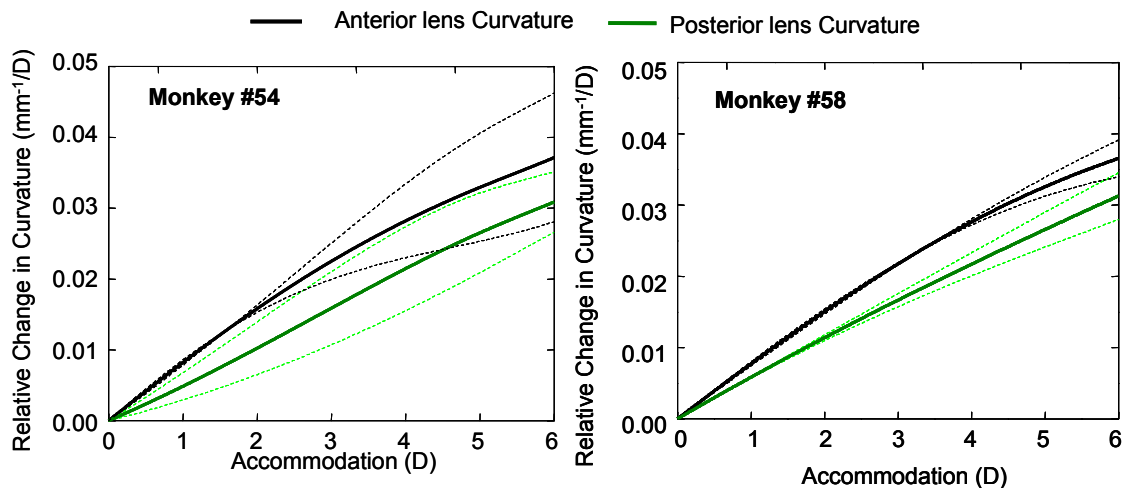 Anterior lens Curvature
Posterior lens Curvature
Relative Change in Curvature (mm⁻¹/D)
0.05
0.04
0.03
0.02
0.01
0.00
Monkey #54
0 1 2 3 4 5 6
Accommodation (D)
Relative Change in Curvature (mm⁻¹/D)
0.05
0.04
0.03
0.02
0.01
0.00
Monkey #58
0 1 2 3 4 5 6
Accommodation (D)